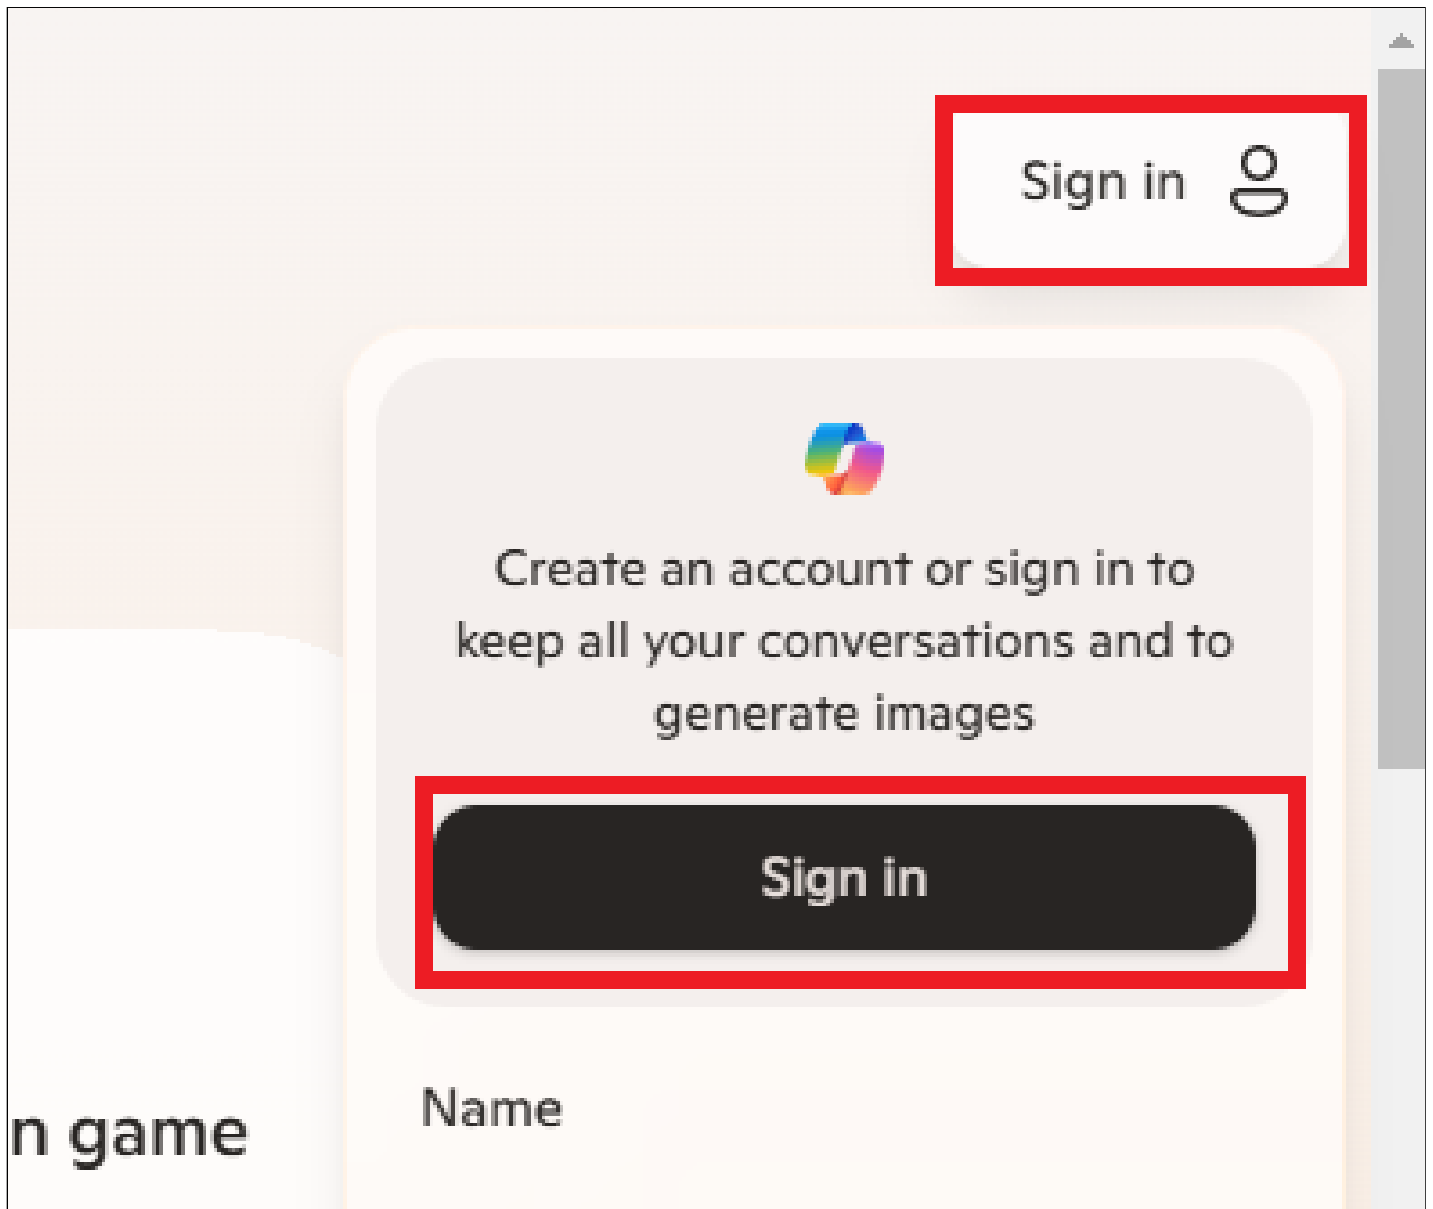 Sign in
Create an account or sign in to
keep all your conversations and to
generate images
Sign in
Name
n game